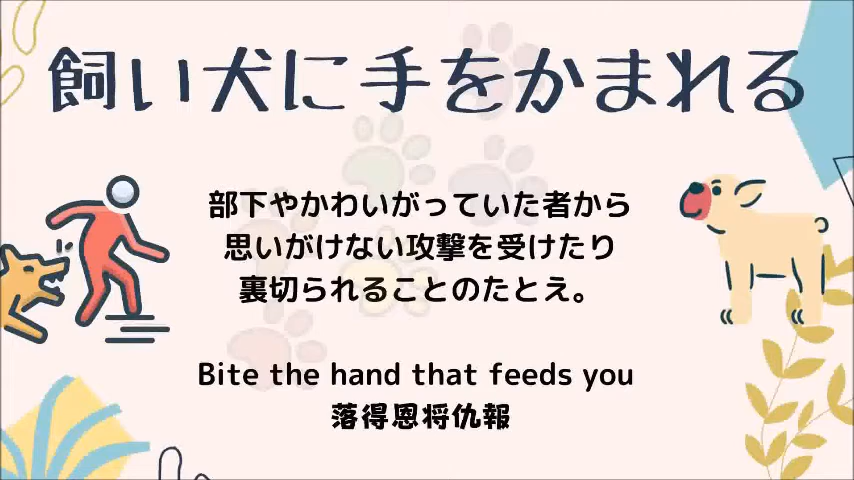 飼い犬に手をかまれる
部下やかわいがっていた者から
思いがけない攻撃を受けたり
裏切られることのたとえ。
Bite the hand that feeds you
落得恩将仇報